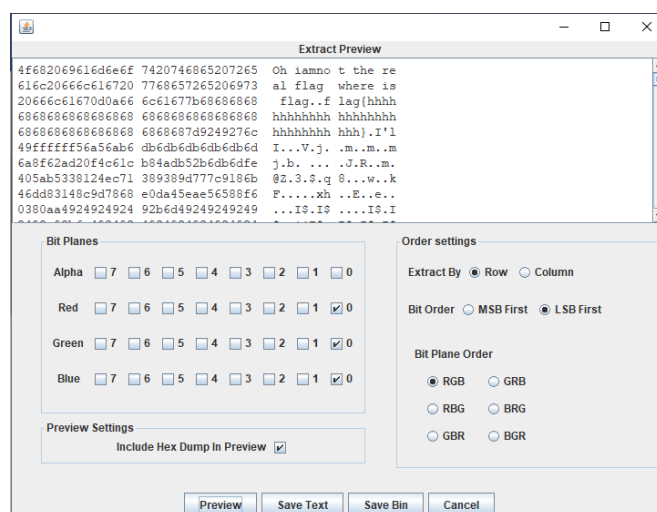 Extract Preview
4f682069616d6e6f 7420746865207265 Oh iamno t the re
616c20666c616720 7768657265206973 al flag where is
20666c61670d0a66 6c61677b68686868 flag..f lag{hhhh
6868686868686868 6868686868686868 hhhhhhhh hhhhhhhh
6868686868686868 6868687d9249276c hhhhhhhh hhh}.I'l
49ffffff56a56ab6 db6db6db6db6db6d I...V.j. .m.m..m
6a8f62ad20f4c61c b84adb52b6db6dfe j.b. ... .J.R..m.
405ab5338124ec71 389389d777c9186b @Z.3.$.q 8...w..k
46dd83148c9d7868 e0da45eae56588f6 F.....xh ..E..e..
0380aa4924924924 92b6d49249249249 ...I$.I$ ....I$.I
Bit Planes
Alpha 7 6 5 4 3 2 1 0
Red 7 6 5 4 3 2 1 0
Green 7 6 5 4 3 2 1 0
Blue 7 6 5 4 3 2 1 0
Preview Settings
Include Hex Dump In Preview
Order settings
Extract By Row Column
Bit Order MSB First LSB First
Bit Plane Order
RGB GRB
RBG BRG
GBR BGR
Preview Save Text Save Bin Cancel